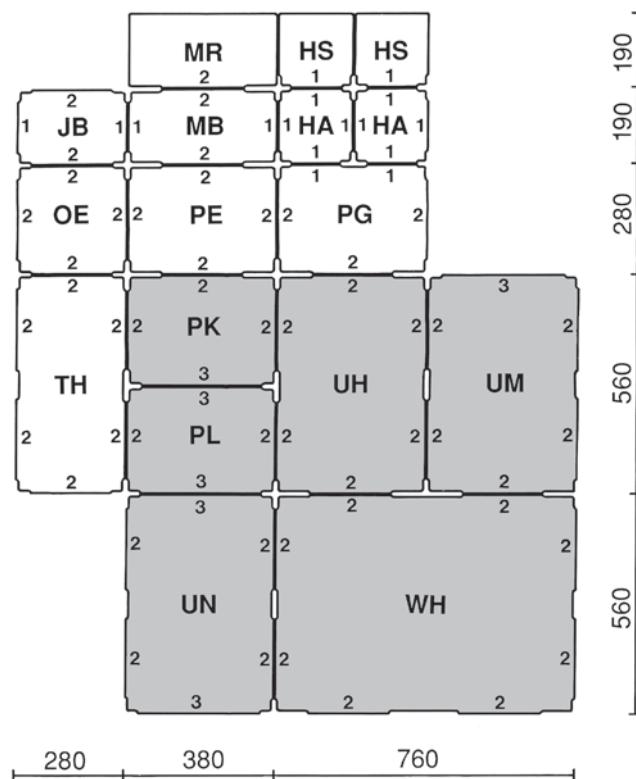 MR HS HS
2 1 1
190
2 2 1 1
1 JB 1 1 MB 1 1 HA 1 1 HA 1
2 2 1 1
190
2 2 1 1
2 OE 2 2 PE 2 2 PG 2
2 2 2
280
2 2 2 3
2 2 2 PK 2 2 2 2 2
3
TH UH UM
560
3
2 2 2 PL 2 2 2 2 2
2 3 2 2
3 2 2
2 2 2 2
UN WH
560
2 2 2 2
3 2 2
280 380 760